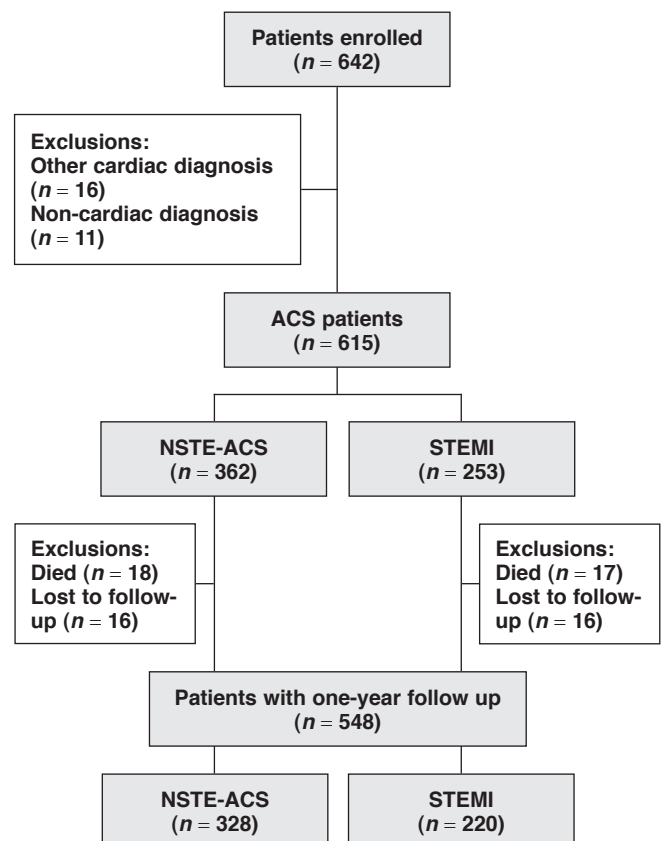 Patients enrolled
(n = 642)
Exclusions:
Other cardiac diagnosis
(n = 16)
Non-cardiac diagnosis
(n = 11)
ACS patients
(n = 615)
NSTE-ACS
(n = 362)
STEMI
(n = 253)
Exclusions:
Died (n = 18)
Lost to follow-
up (n = 16)
Exclusions:
Died (n = 17)
Lost to follow-
up (n = 16)
Patients with one-year follow up
(n = 548)
NSTE-ACS
(n = 328)
STEMI
(n = 220)